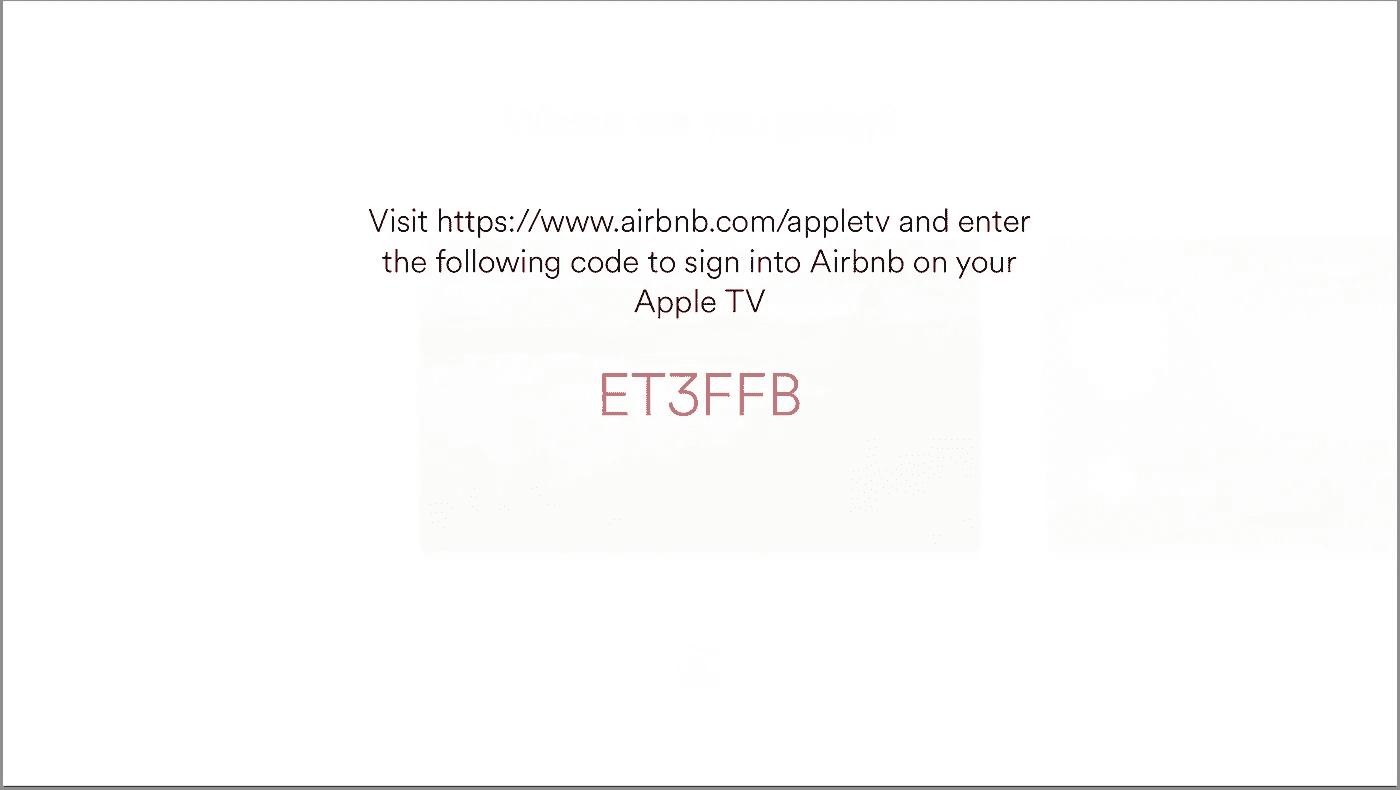 Visit https://www.airbnb.com/appletv and enter
the following code to sign into Airbnb on your
Apple TV
ET3FFB